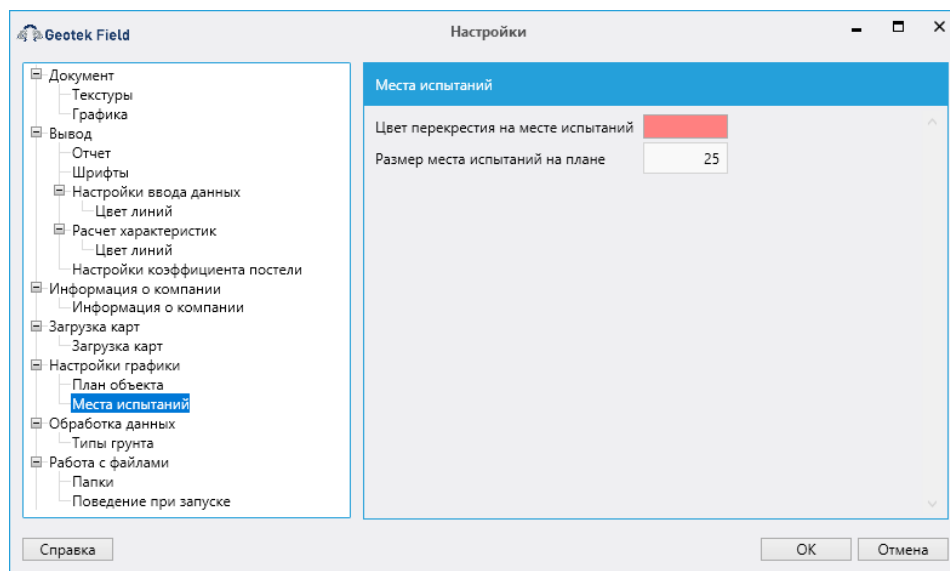 Geotek Field
Настройки
Документ
Текстуры
Графика
Вывод
Отчет
Шрифты
Настройки ввода данных
Цвет линий
Расчет характеристик
Цвет линий
Настройки коэффициента постели
Информация о компании
Информация о компании
Загрузка карт
Загрузка карт
Настройки графики
План объекта
Места испытаний
Обработка данных
Типы грунта
Работа с файлами
Папки
Поведение при запуске
Места испытаний
Цвет перекрестия на месте испытаний
Размер места испытаний на плане 25
Справка
ОК
Отмена